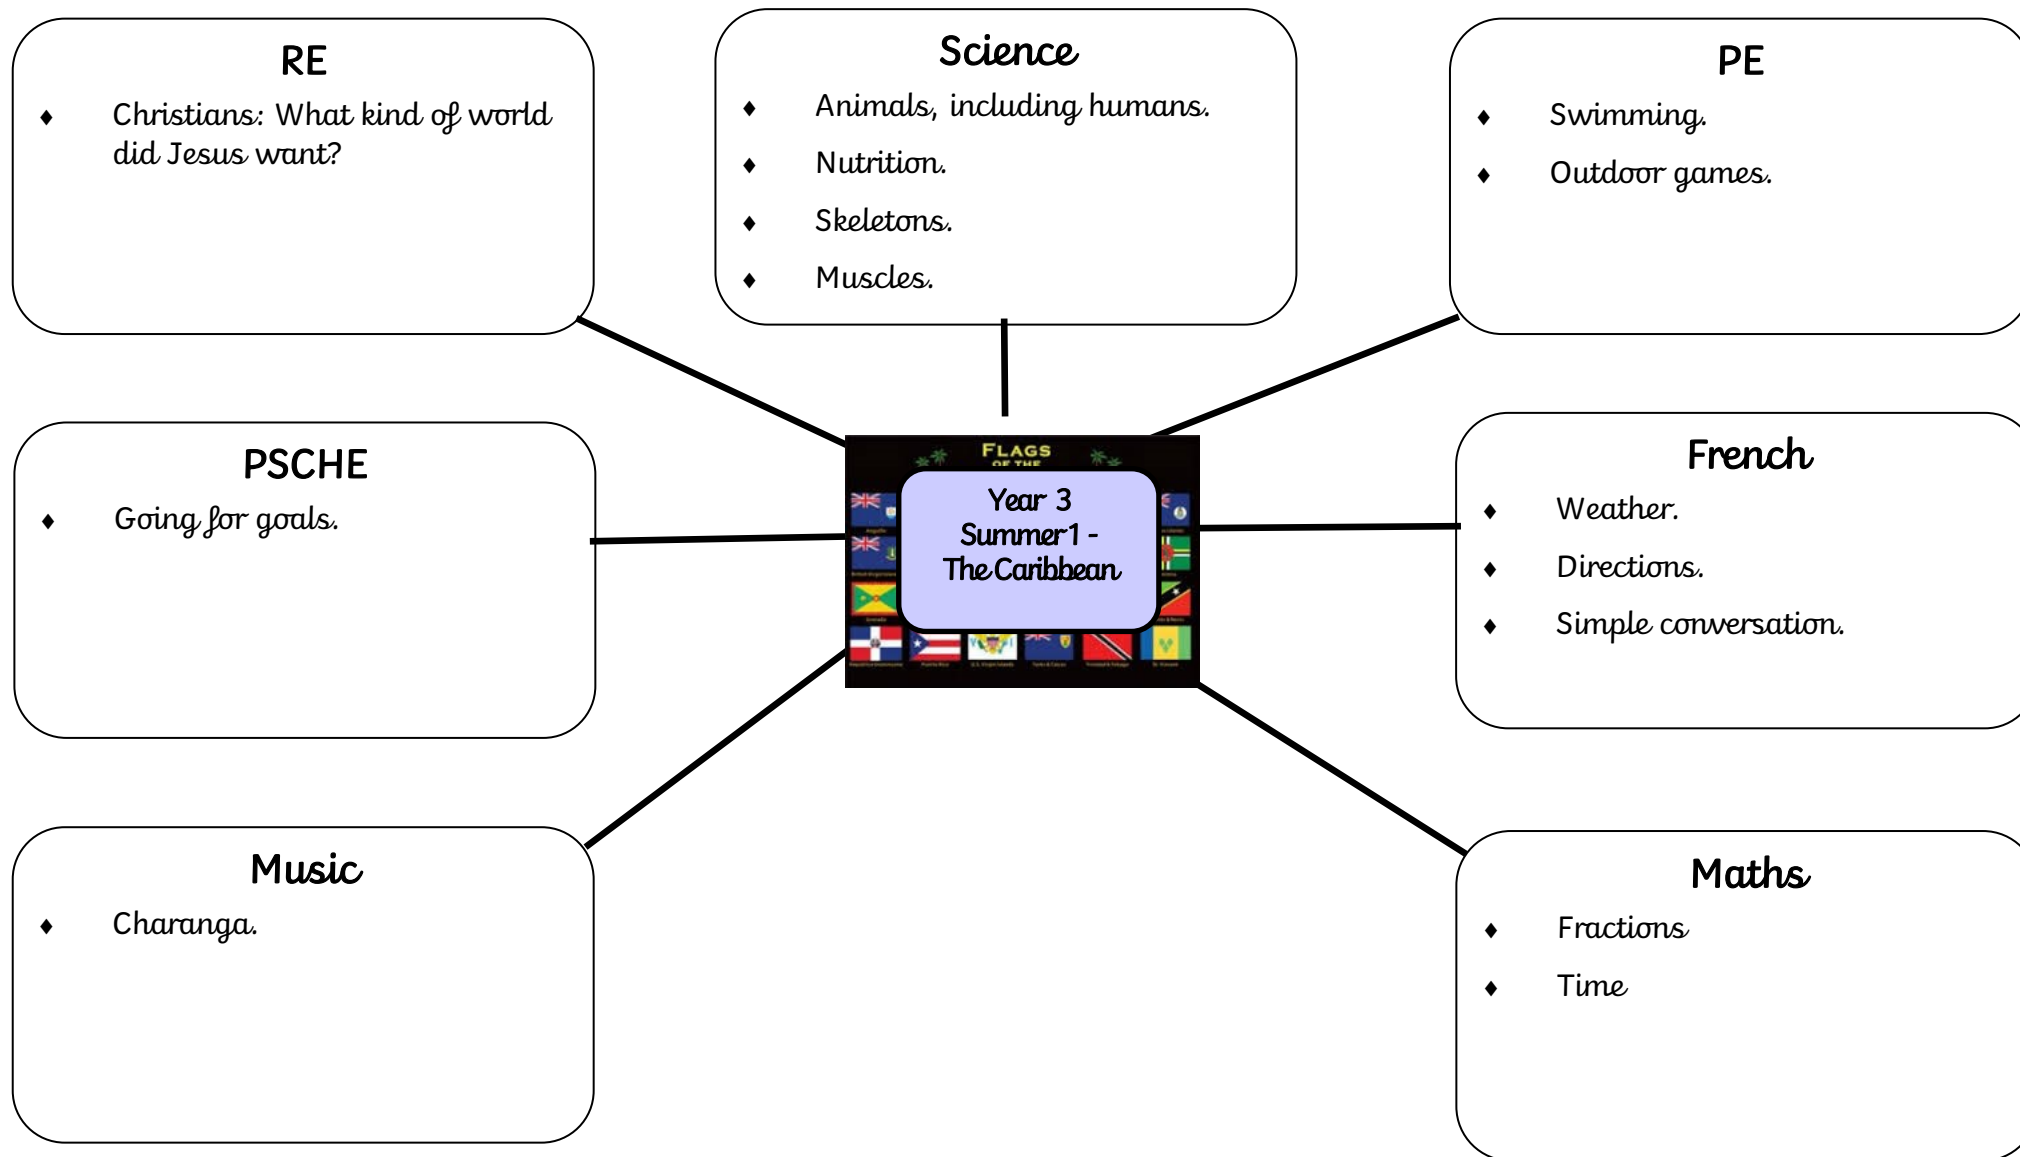 RE
♦ Christians: What kind of world
did Jesus want?
Science
♦ Animals, including humans.
♦ Nutrition.
♦ Skeletons.
♦ Muscles.
PE
♦ Swimming.
♦ Outdoor games.
PSCHE
♦ Going for goals.
FLAGS
OF THE
Year 3
Summer1 -
The Caribbean
French
♦ Weather.
♦ Directions.
♦ Simple conversation.
Music
♦ Charanga.
Maths
♦ Fractions
♦ Time